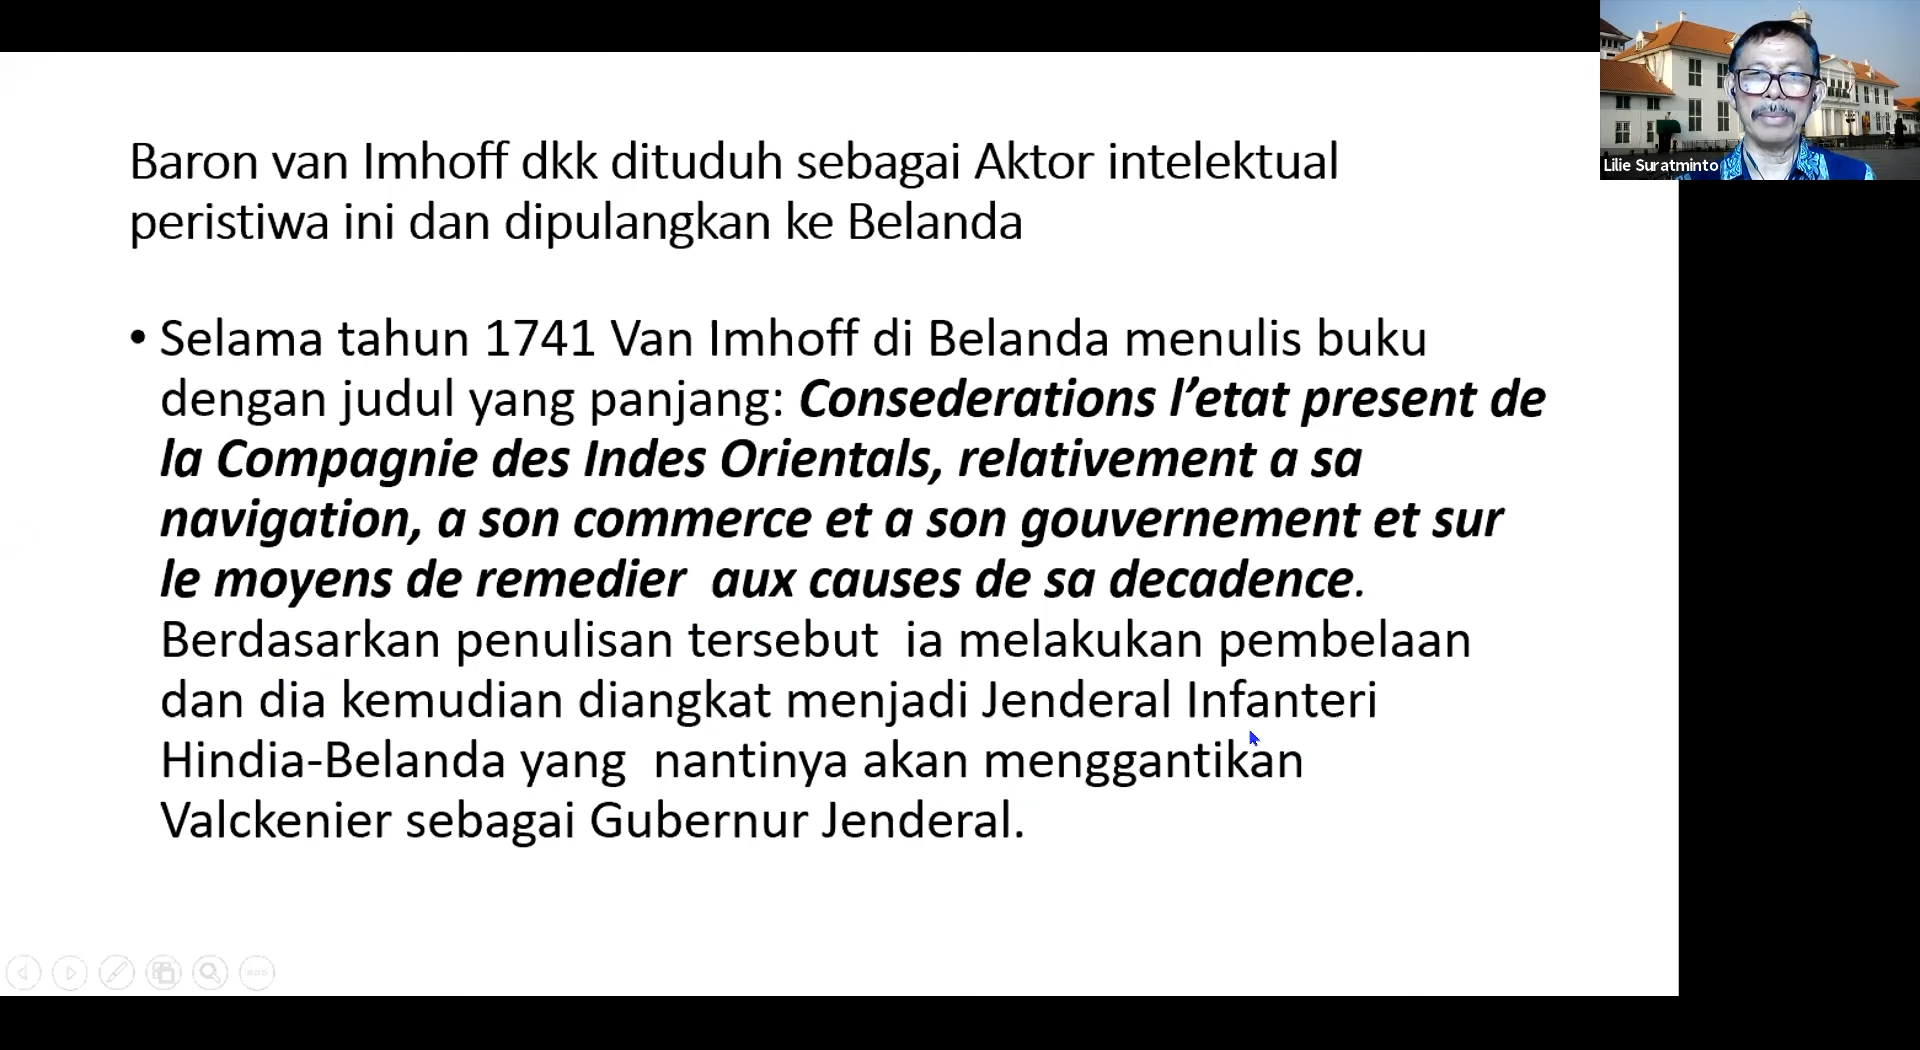 Baron van Imhoff dkk dituduh sebagai Aktor intelektual
peristiwa ini dan dipulangkan ke Belanda
• Selama tahun 1741 Van Imhoff di Belanda menulis buku
dengan judul yang panjang: Consederations l’etat present de
la Compagnie des Indes Orientals, relativement a sa
navigation, a son commerce et a son gouvernement et sur
le moyens de remedier aux causes de sa decadence.
Berdasarkan penulisan tersebut ia melakukan pembelaan
dan dia kemudian diangkat menjadi Jenderal Infanteri
Hindia-Belanda yang nantinya akan menggantikan
Valckenier sebagai Gubernur Jenderal.
Lilie Suratminto